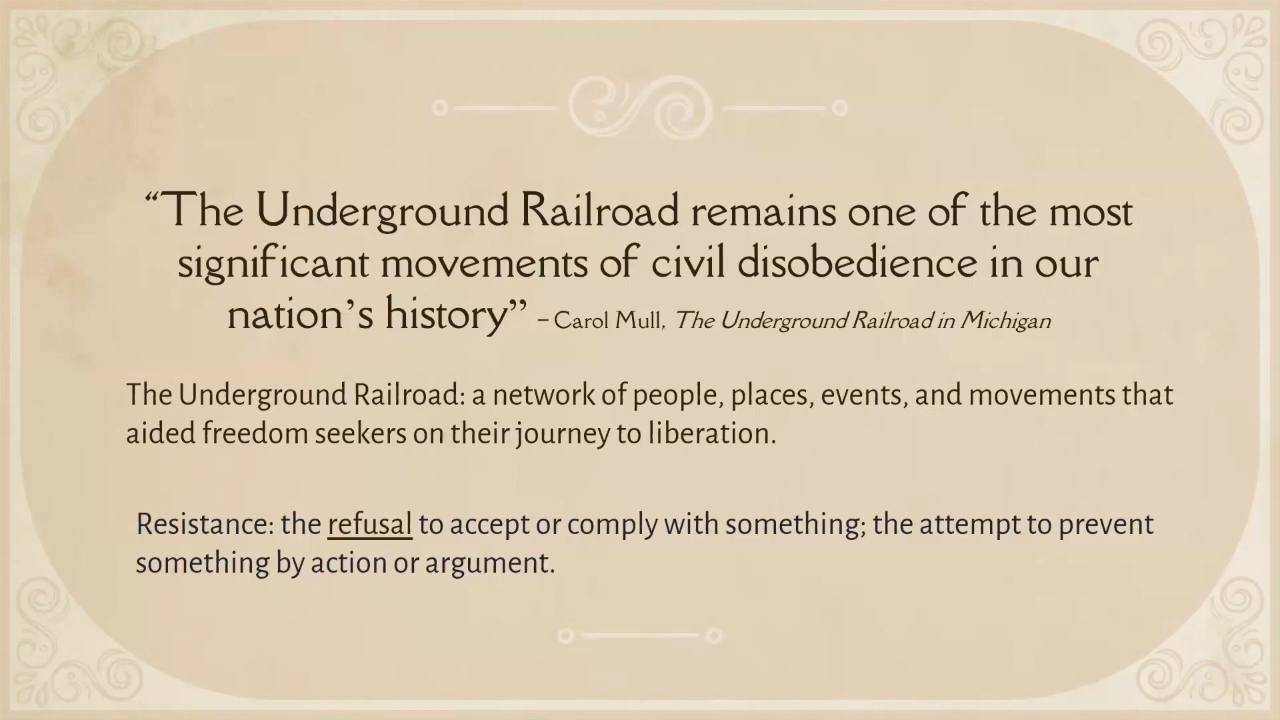 “The Underground Railroad remains one of the most
significant movements of civil disobedience in our
nation’s history” – Carol Mull, The Underground Railroad in Michigan
The Underground Railroad: a network of people, places, events, and movements that
aided freedom seekers on their journey to liberation.
Resistance: the refusal to accept or comply with something; the attempt to prevent
something by action or argument.